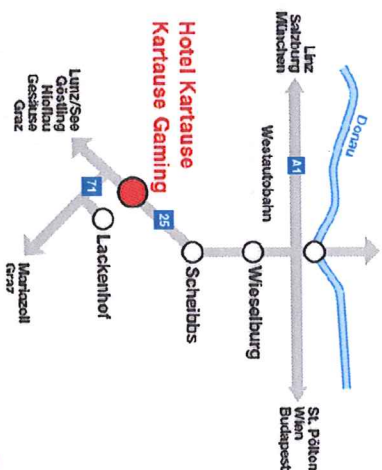 Linz
Salzburg
München
Donau
A1
Westautobahn
St. Pölten
Wien
Budapest
Wieselburg
Scheibbs
Hotel Kartause
Kartause Gaming
25
71
Lackenhof
Lunz/See
Göstling
Hieflau
Gesäuse
Graz
Mariazell
Graz